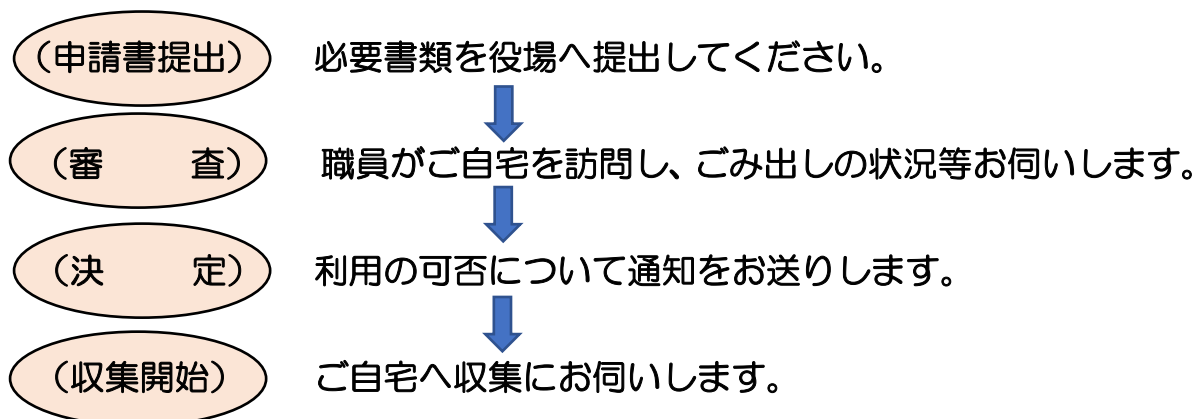 （申請書提出） 必要書類を役場へ提出してください。
（審　　査） 職員がご自宅を訪問し、ごみ出しの状況等お伺いします。
（決　　定） 利用の可否について通知をお送りします。
（収集開始） ご自宅へ収集にお伺いします。